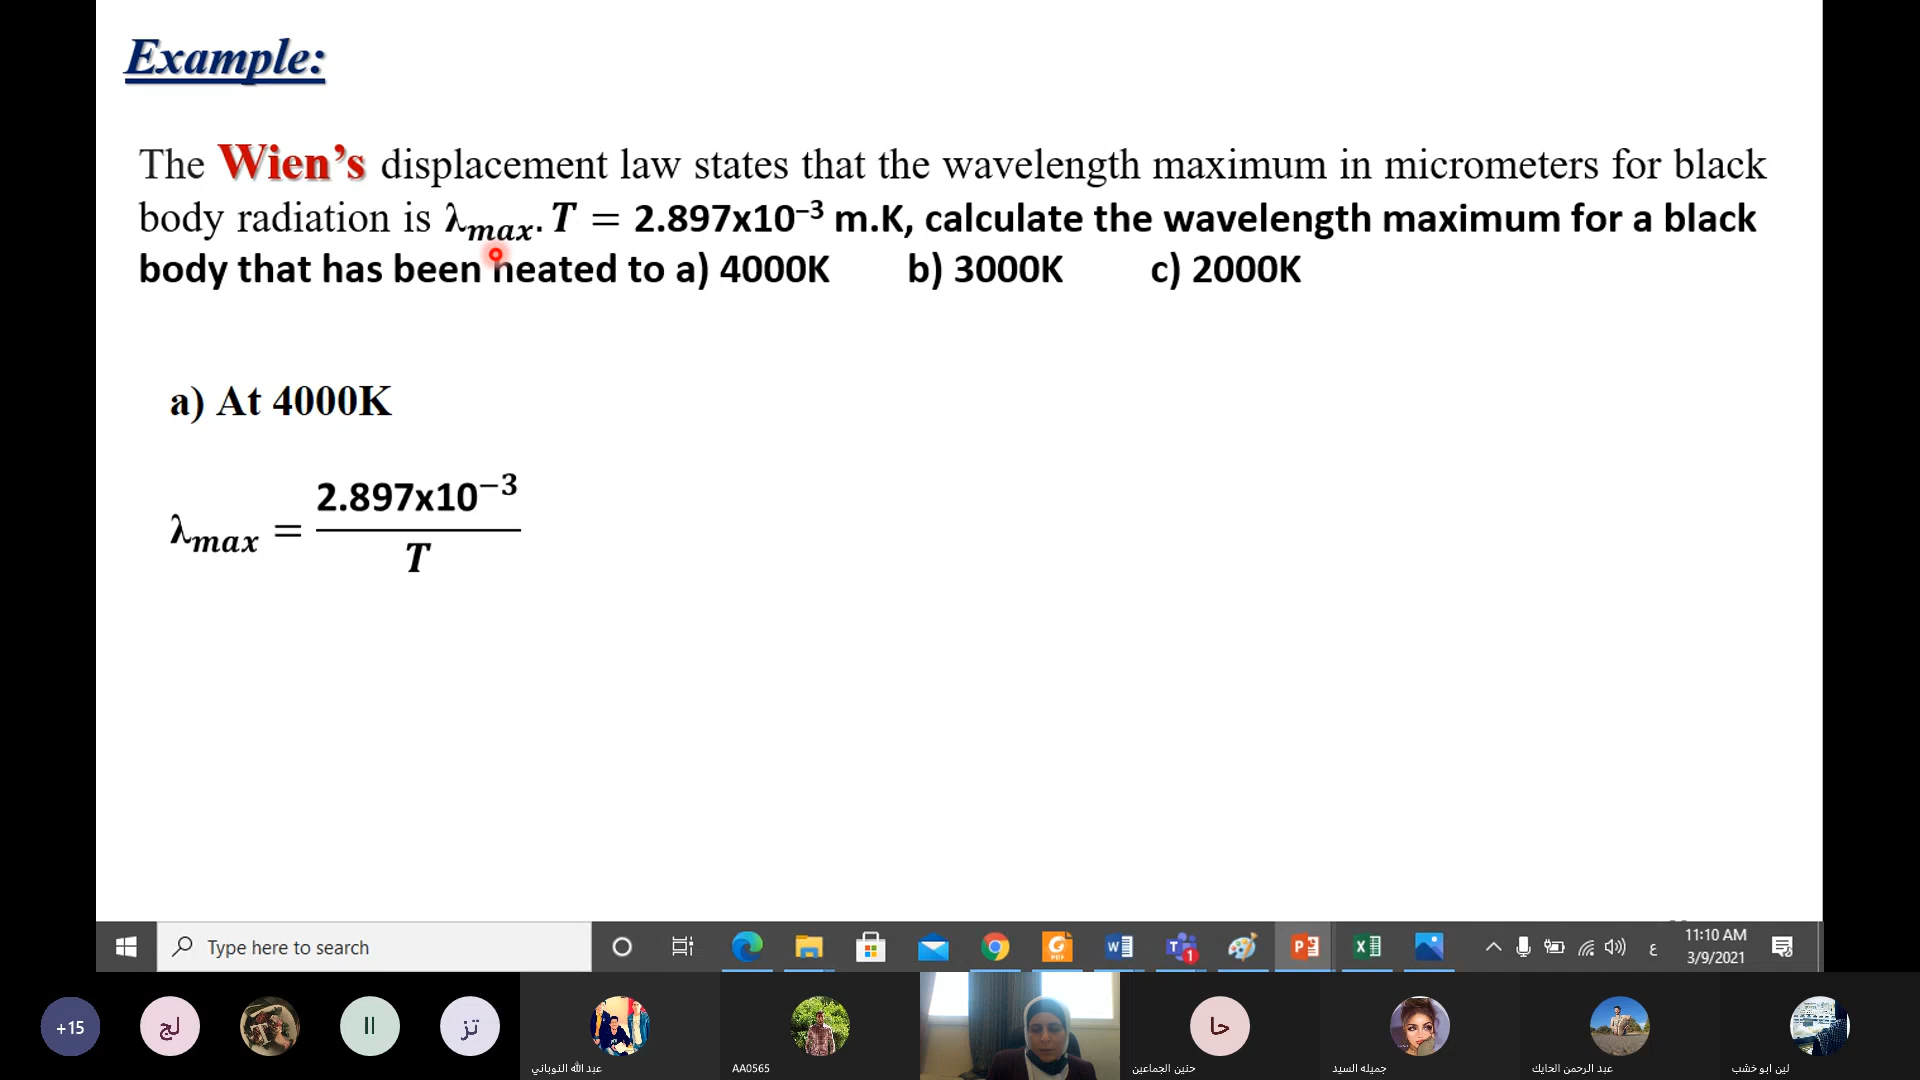 Example:
The Wien’s displacement law states that the wavelength maximum in micrometers for black
body radiation is λmax. T = 2.897x10⁻³ m.K, calculate the wavelength maximum for a black
body that has been heated to a) 4000K b) 3000K c) 2000K
a) At 4000K
λmax = 2.897x10⁻³
T
Type here to search
1
ع
11:10 AM
3/9/2021
+15
لج
اا
تز
عبد الله النوباني
AA0565
حا
حنين الجماعين
جميله السيد
عبد الرحمن الحايك
لين ابو خشب